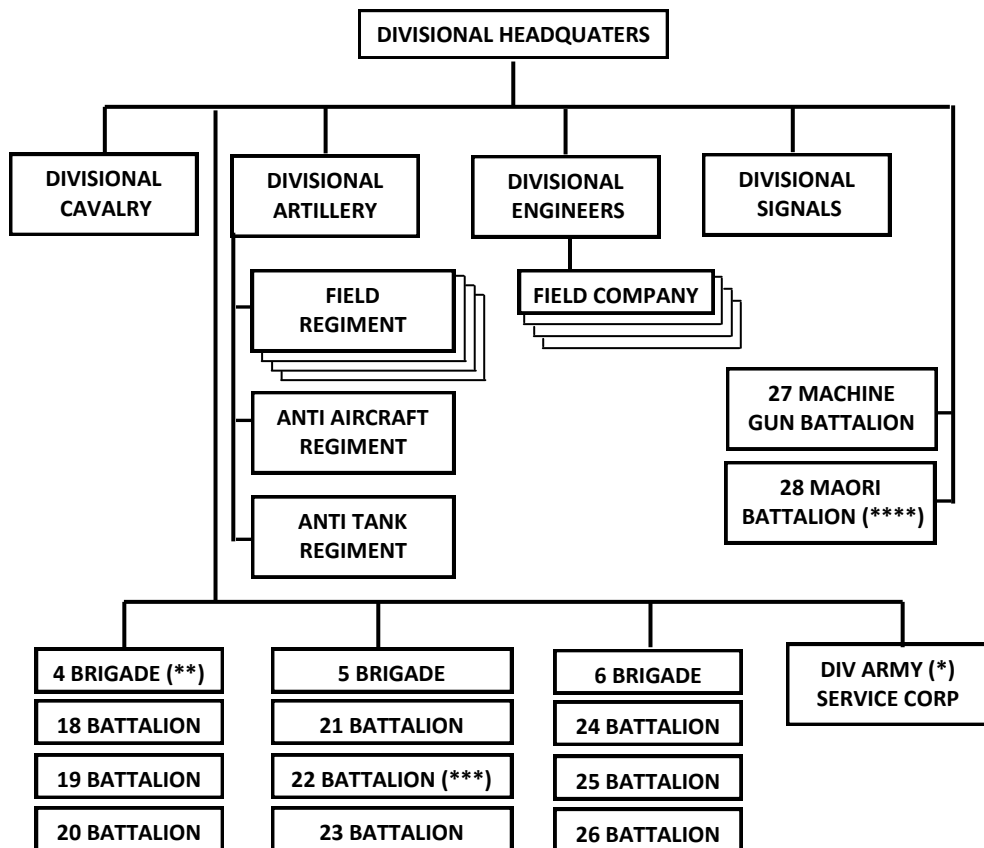 DIVISIONAL HEADQUATERS
DIVISIONAL
CAVALRY
DIVISIONAL
ARTILLERY
DIVISIONAL
ENGINEERS
DIVISIONAL
SIGNALS
FIELD
REGIMENT
FIELD COMPANY
ANTI AIRCRAFT
REGIMENT
ANTI TANK
REGIMENT
27 MACHINE
GUN BATTALION
28 MAORI
BATTALION (****)
4 BRIGADE (**)
18 BATTALION
19 BATTALION
20 BATTALION
5 BRIGADE
21 BATTALION
22 BATTALION (***)
23 BATTALION
6 BRIGADE
24 BATTALION
25 BATTALION
26 BATTALION
DIV ARMY (*)
SERVICE CORP